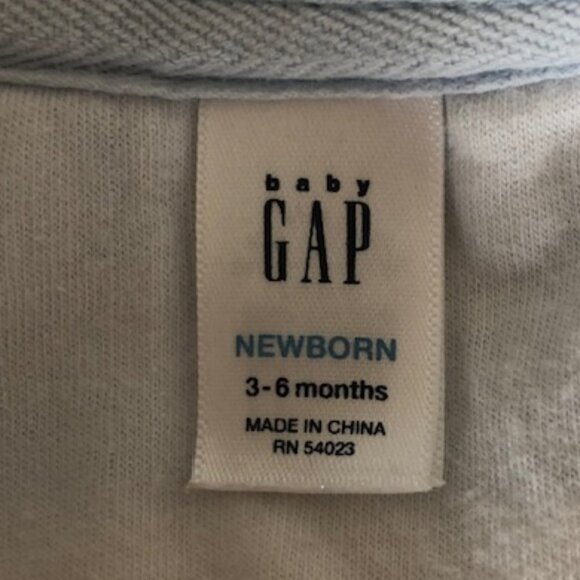 baby
GAP
NEWBORN
3-6 months
MADE IN CHINA
RN 54023